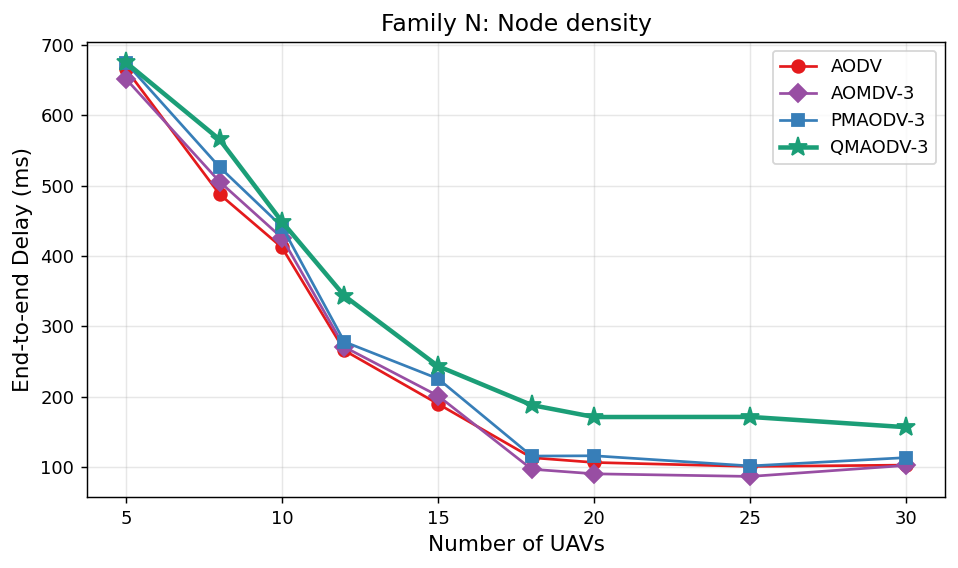 Family N: Node density
End-to-end Delay (ms)
700
600
500
400
300
200
100
AODV
AOMDV-3
PMAODV-3
QMAODV-3
5 10 15 20 25 30
Number of UAVs